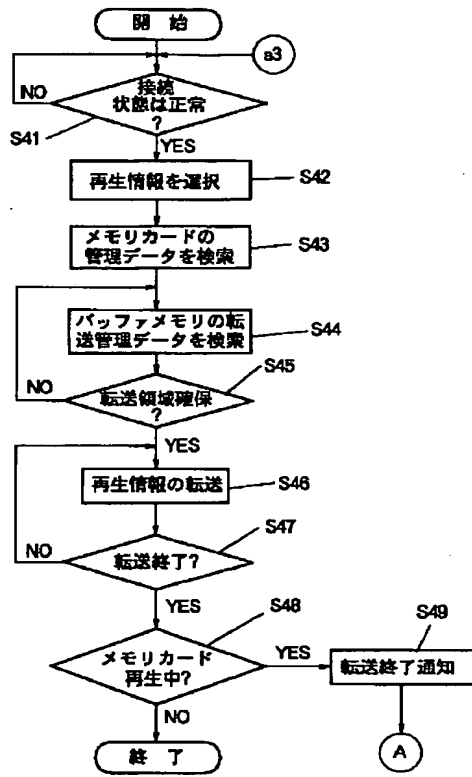 開始
a3
接続
状態は正常
?
NO
S41
YES
再生情報を選択
S42
メモリカードの
管理データを検索
S43
バッファメモリの転
送管理データを検索
S44
S45
NO
転送領域確保
?
YES
再生情報の転送
S46
S47
NO
転送終了?
YES
S48
メモリカード
再生中?
YES
S49
転送終了通知
NO
終了
A